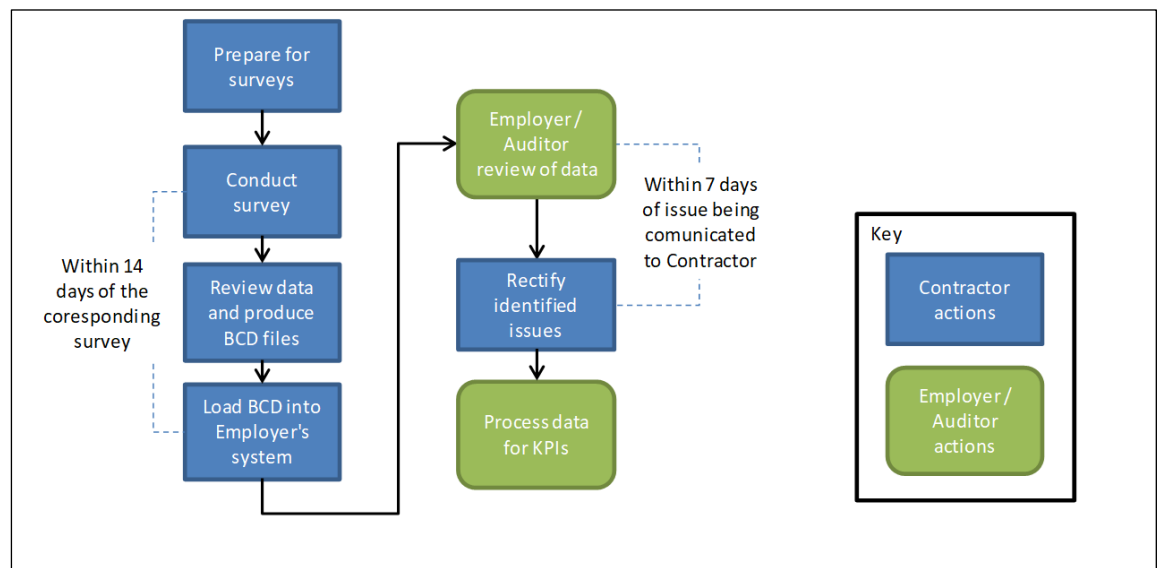 Prepare for
surveys
Conduct
survey
Within 14
days of the
coresponding
survey
Review data
and produce
BCD files
Load BCD into
Employer's
system
Employer /
Auditor
review of data
Within 7 days
of issue being
comunicated
to Contractor
Rectify
identified
issues
Process data
for KPIs
Key
Contractor
actions
Employer /
Auditor
actions